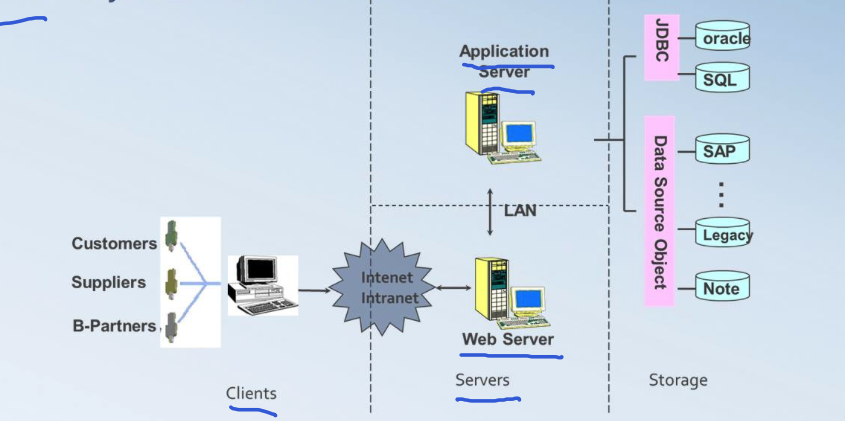 Application
Server
LAN
Customers
Suppliers
B-Partners
Intenet
Intranet
Web Server
Clients
Servers
JDBC
oracle
SQL
Data Source Object
SAP
Legacy
Note
Storage